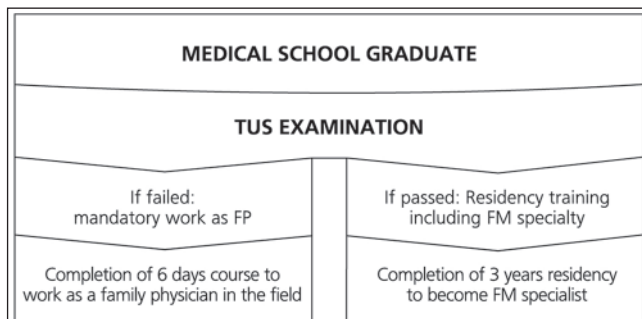 MEDICAL SCHOOL GRADUATE
TUS EXAMINATION
If failed:
mandatory work as FP
If passed: Residency training
including FM specialty
Completion of 6 days course to
work as a family physician in the field
Completion of 3 years residency
to become FM specialist